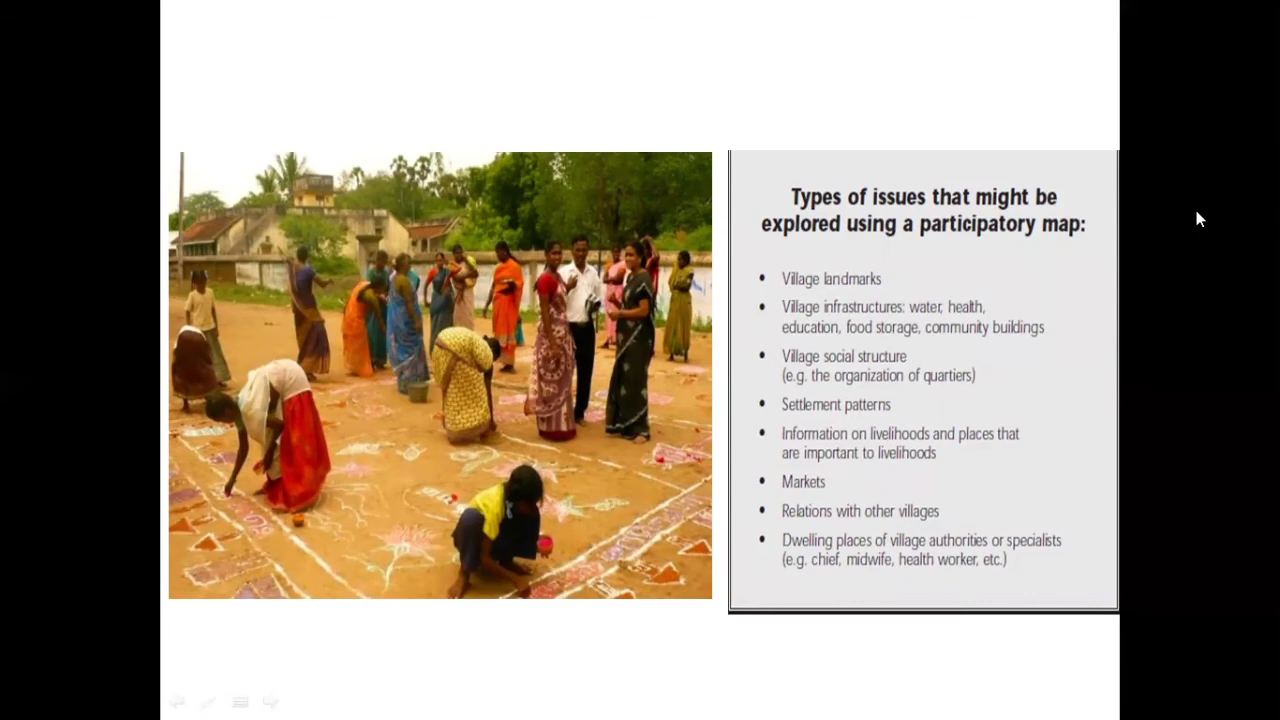 Types of issues that might be
explored using a participatory map:
• Village landmarks
• Village infrastructures: water, health,
education, food storage, community buildings
• Village social structure
(e.g. the organization of quartiers)
• Settlement patterns
• Information on livelihoods and places that
are important to livelihoods
• Markets
• Relations with other villages
• Dwelling places of village authorities or specialists
(e.g. chief, midwife, health worker, etc.)